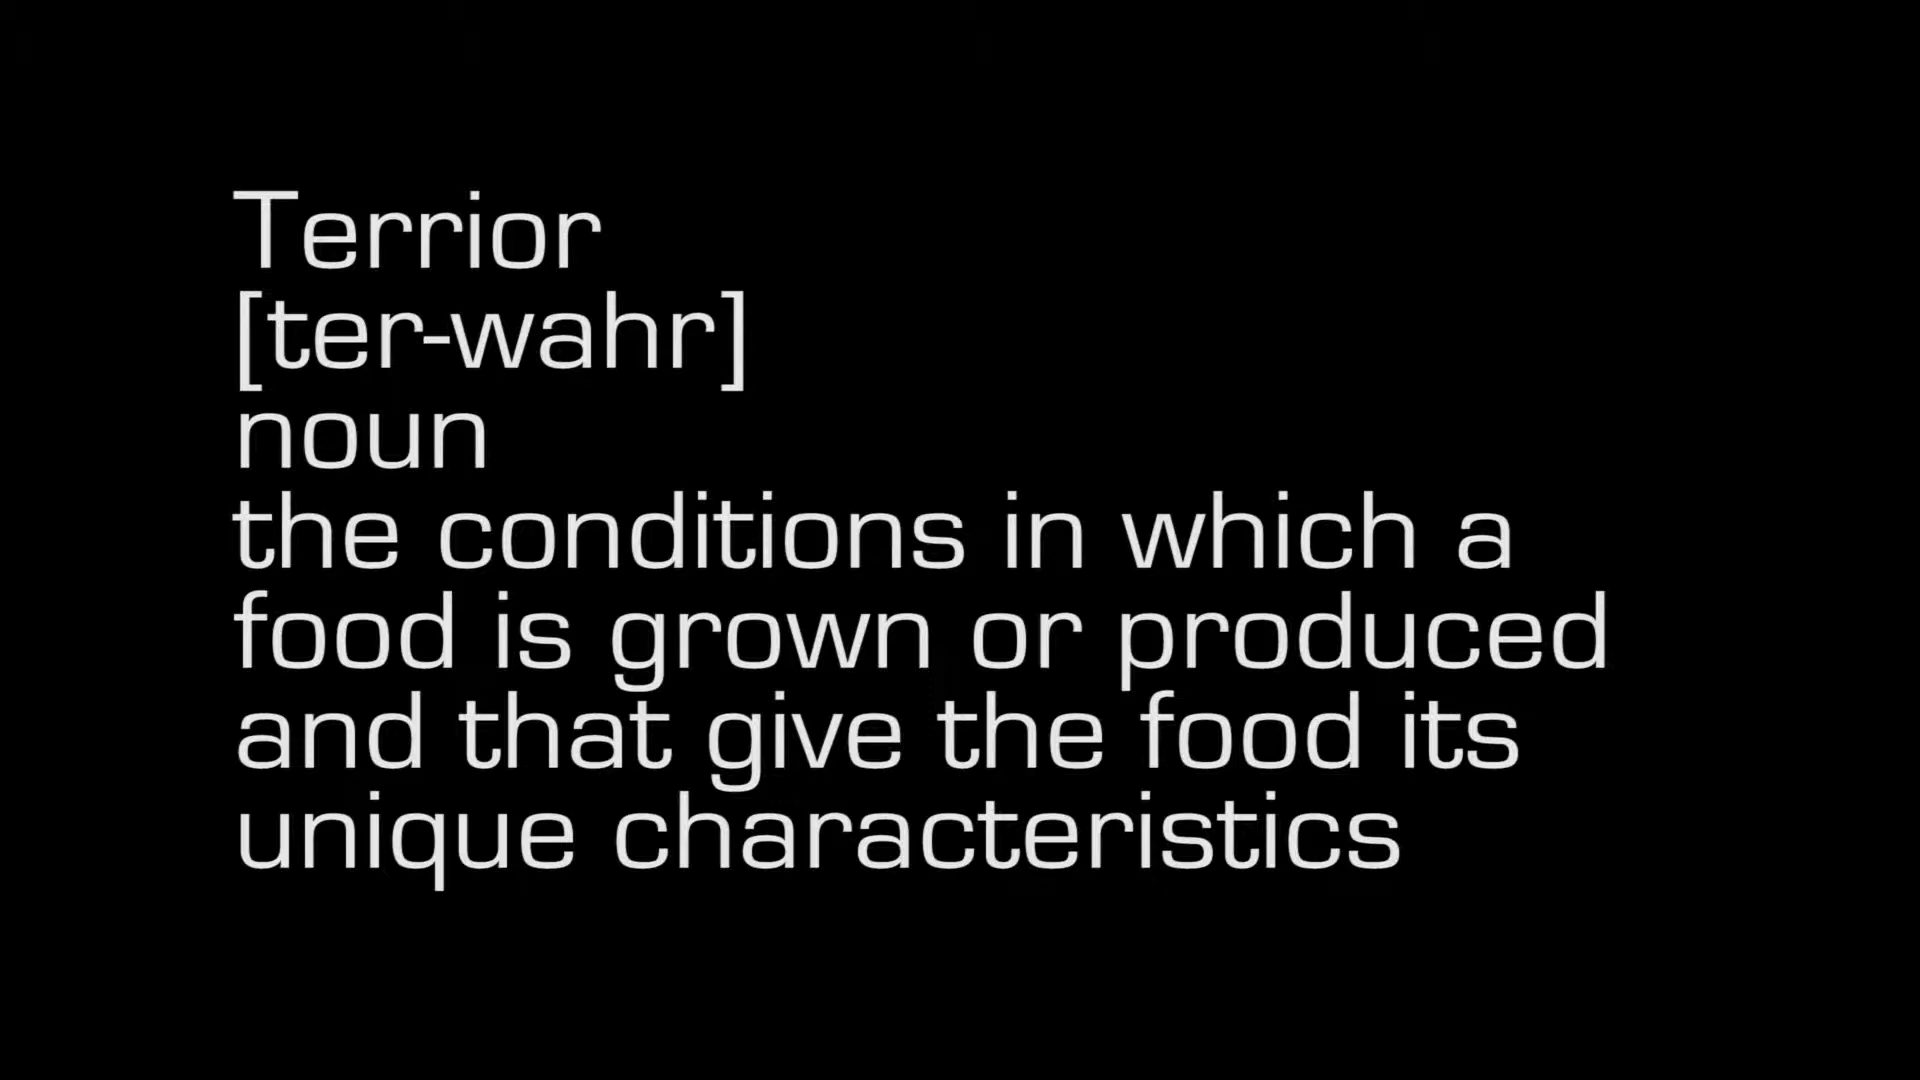 Terrior
[ter-wahr]
noun
the conditions in which a
food is grown or produced
and that give the food its
unique characteristics